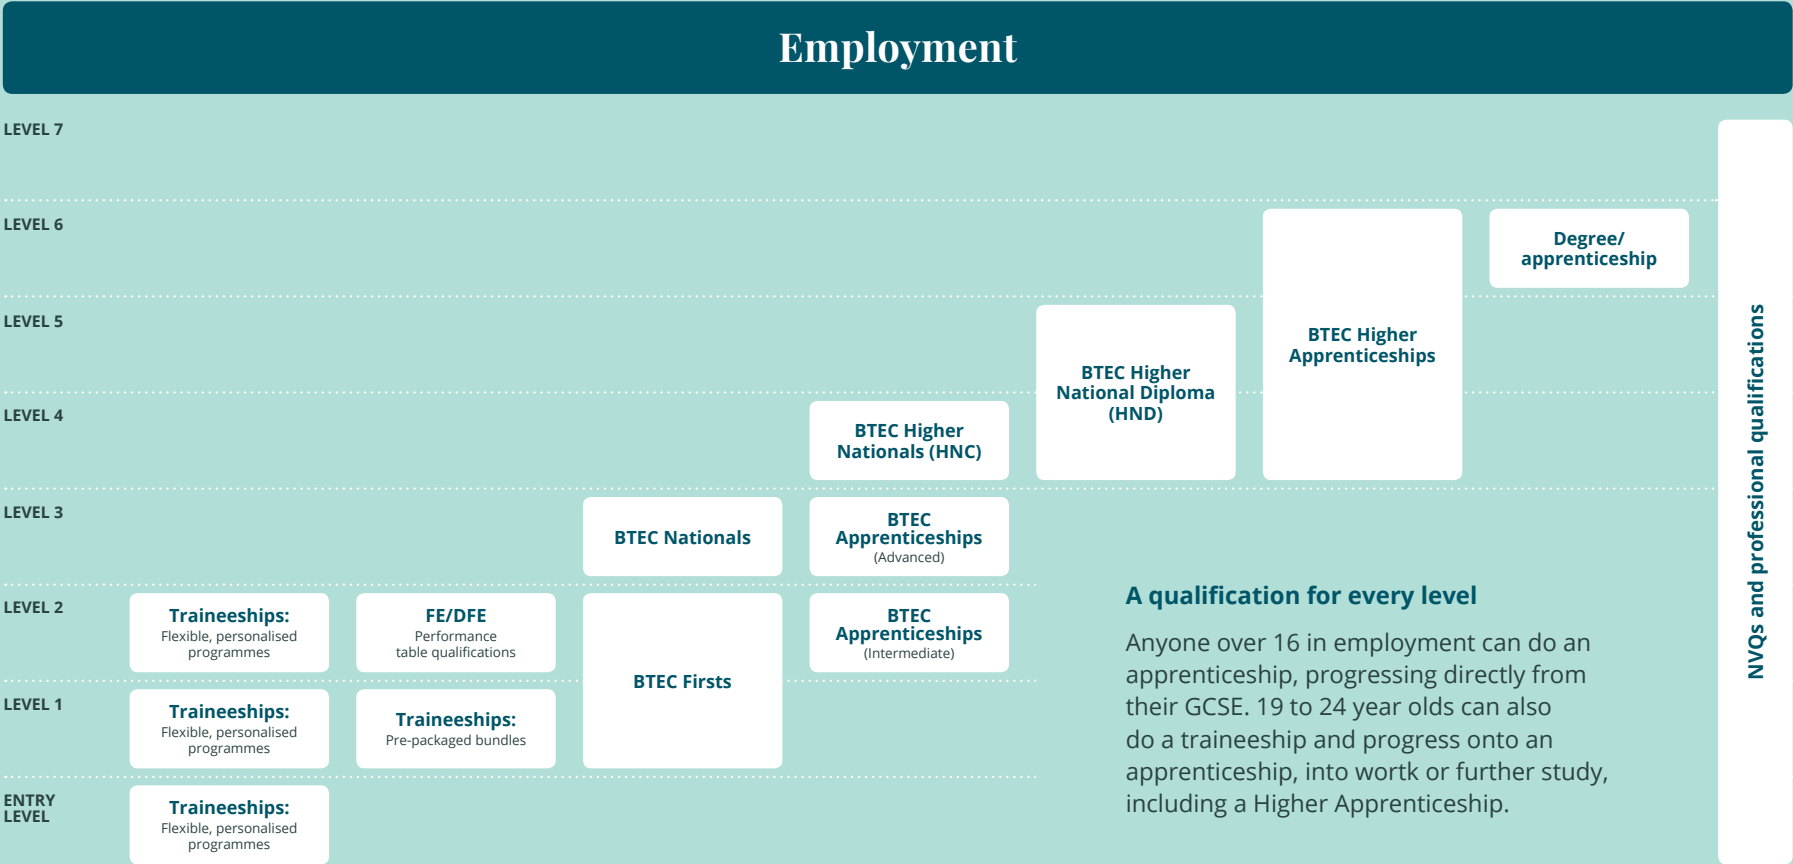 Employment
LEVEL 7
LEVEL 6
Degree/
apprenticeship
LEVEL 5
BTEC Higher
Apprenticeships
BTEC Higher
National Diploma
(HND)
LEVEL 4
BTEC Higher
Nationals (HNC)
LEVEL 3
BTEC Nationals
BTEC
Apprenticeships
(Advanced)
LEVEL 2
Traineeships:
Flexible, personalised
programmes
FE/DFE
Performance
table qualifications
BTEC Firsts
BTEC
Apprenticeships
(Intermediate)
LEVEL 1
Traineeships:
Flexible, personalised
programmes
Traineeships:
Pre-packaged bundles
ENTRY
LEVEL
Traineeships:
Flexible, personalised
programmes
A qualification for every level
Anyone over 16 in employment can do an
apprenticeship, progressing directly from
their GCSE. 19 to 24 year olds can also
do a traineeship and progress onto an
apprenticeship, into wortk or further study,
including a Higher Apprenticeship.
NVQs and professional qualifications